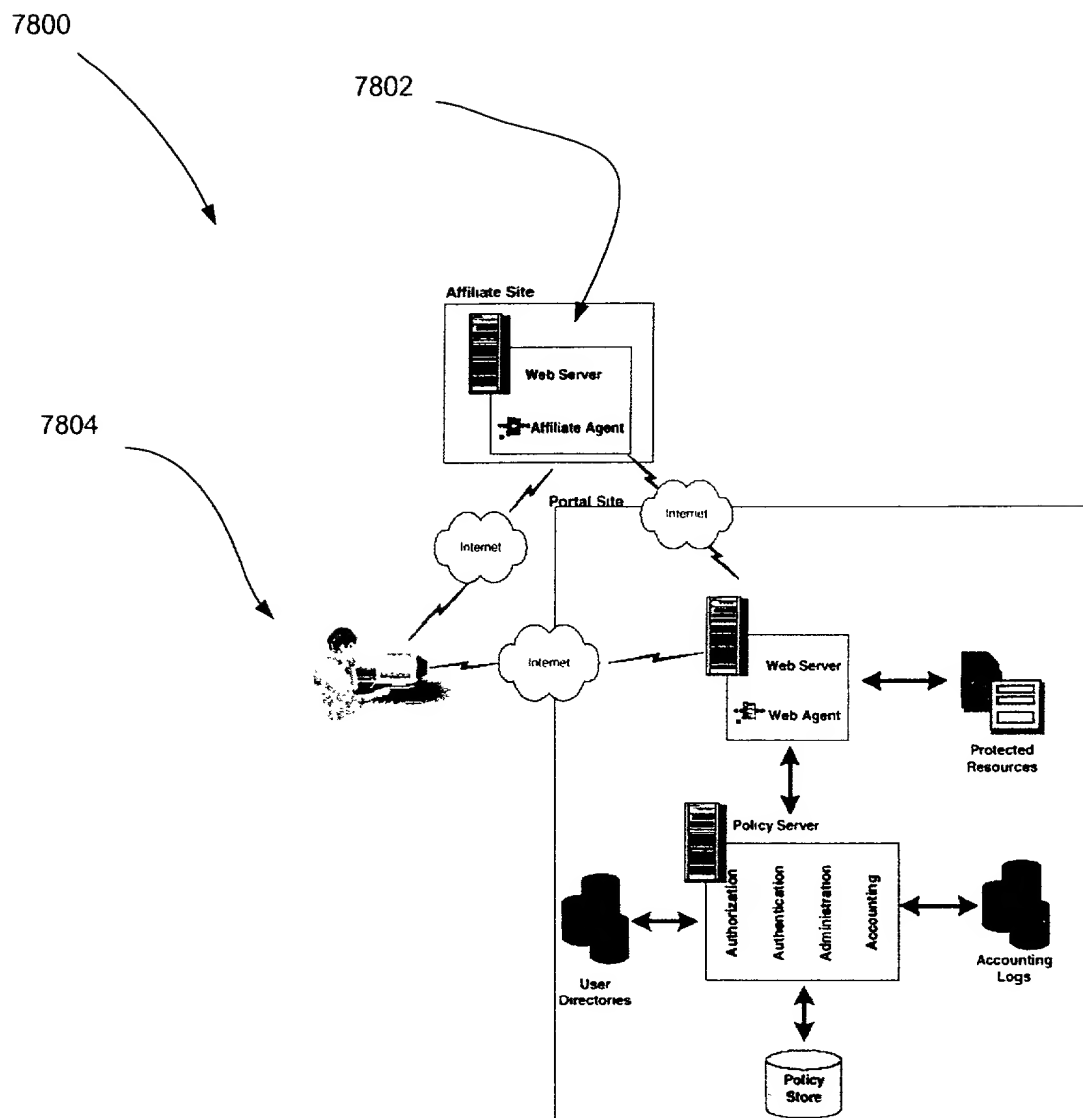 7800
7802
Affiliate Site
Web Server
7804
Affiliate Agent
Portal Site
Internet
Internet
Internet
Web Server
Web Agent
Protected
Resources
Policy Server
Authorization
Authentication
Administration
Accounting
User
Directories
Accounting
Logs
Policy
Store